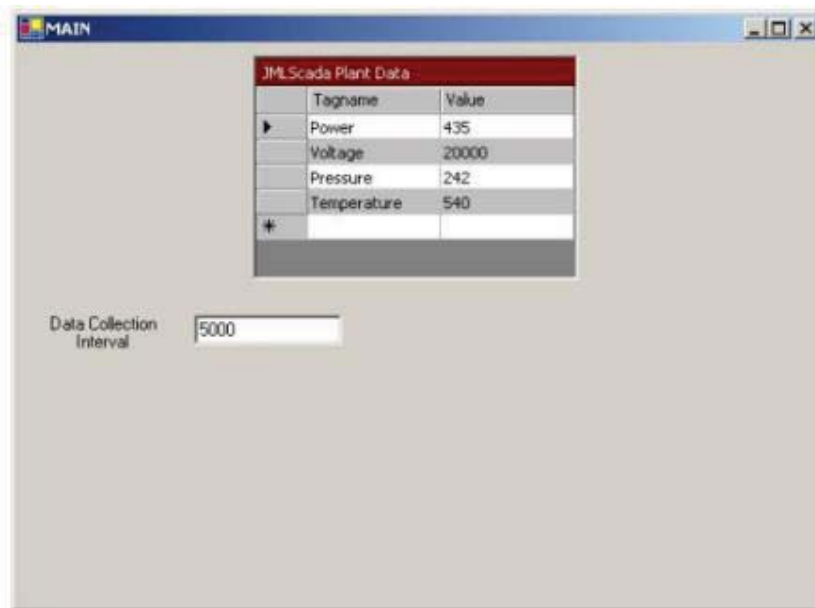 MAIN
JMLScada Plant Data
Tagname Value
Power 435
Voltage 20000
Pressure 242
Temperature 540
Data Collection
Interval
5000